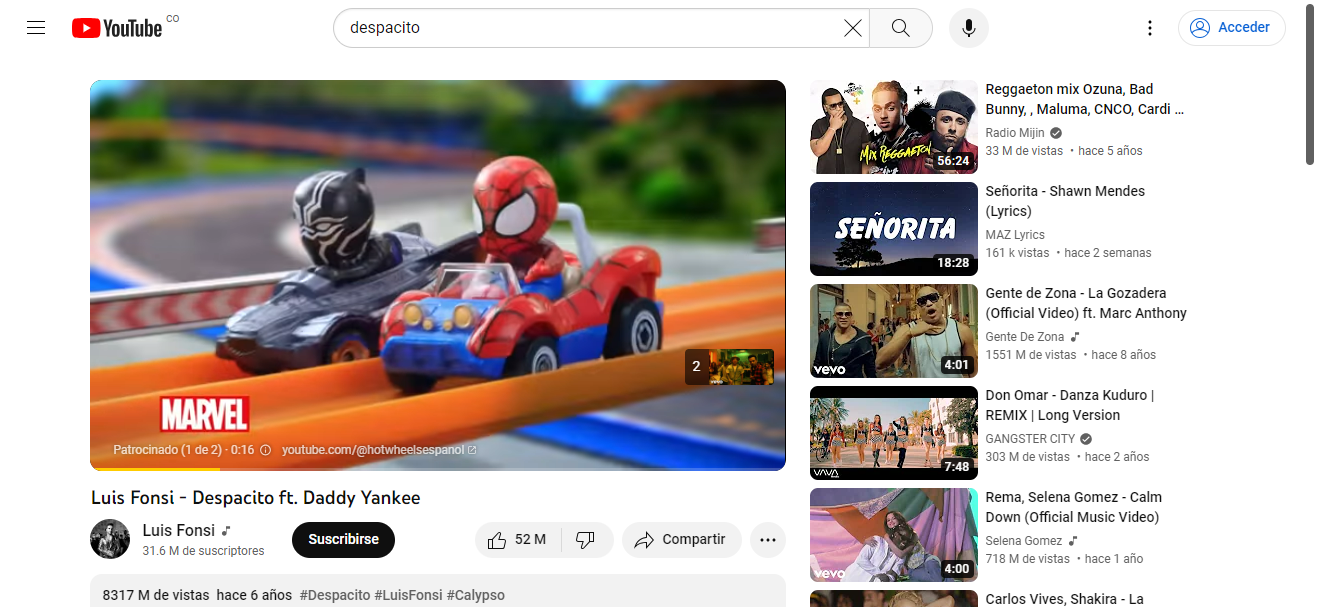 YouTube CO
despacito
Acceder
MARVEL
2
Patrocinado (1 de 2) · 0:16
youtube.com/@hotwheelsespanol
Luis Fonsi - Despacito ft. Daddy Yankee
Luis Fonsi
31.6 M de suscriptores
Suscribirse
52 M
Compartir
8317 M de vistas hace 6 años #Despacito #LuisFonsi #Calypso
MIX REGGAETON
56:24
Reggaeton mix Ozuna, Bad
Bunny, , Maluma, CNCO, Cardi ...
Radio Mijin
33 M de vistas • hace 5 años
SEÑORITA
18:28
Señorita - Shawn Mendes
(Lyrics)
MAZ Lyrics
161 k vistas • hace 2 semanas
vevo
4:01
Gente de Zona - La Gozadera
(Official Video) ft. Marc Anthony
Gente De Zona
1551 M de vistas • hace 8 años
VAVA
7:48
Don Omar - Danza Kuduro |
REMIX | Long Version
GANGSTER CITY
303 M de vistas • hace 2 años
vevo
4:00
Rema, Selena Gomez - Calm
Down (Official Music Video)
Selena Gomez
718 M de vistas • hace 1 año
Carlos Vives, Shakira - La